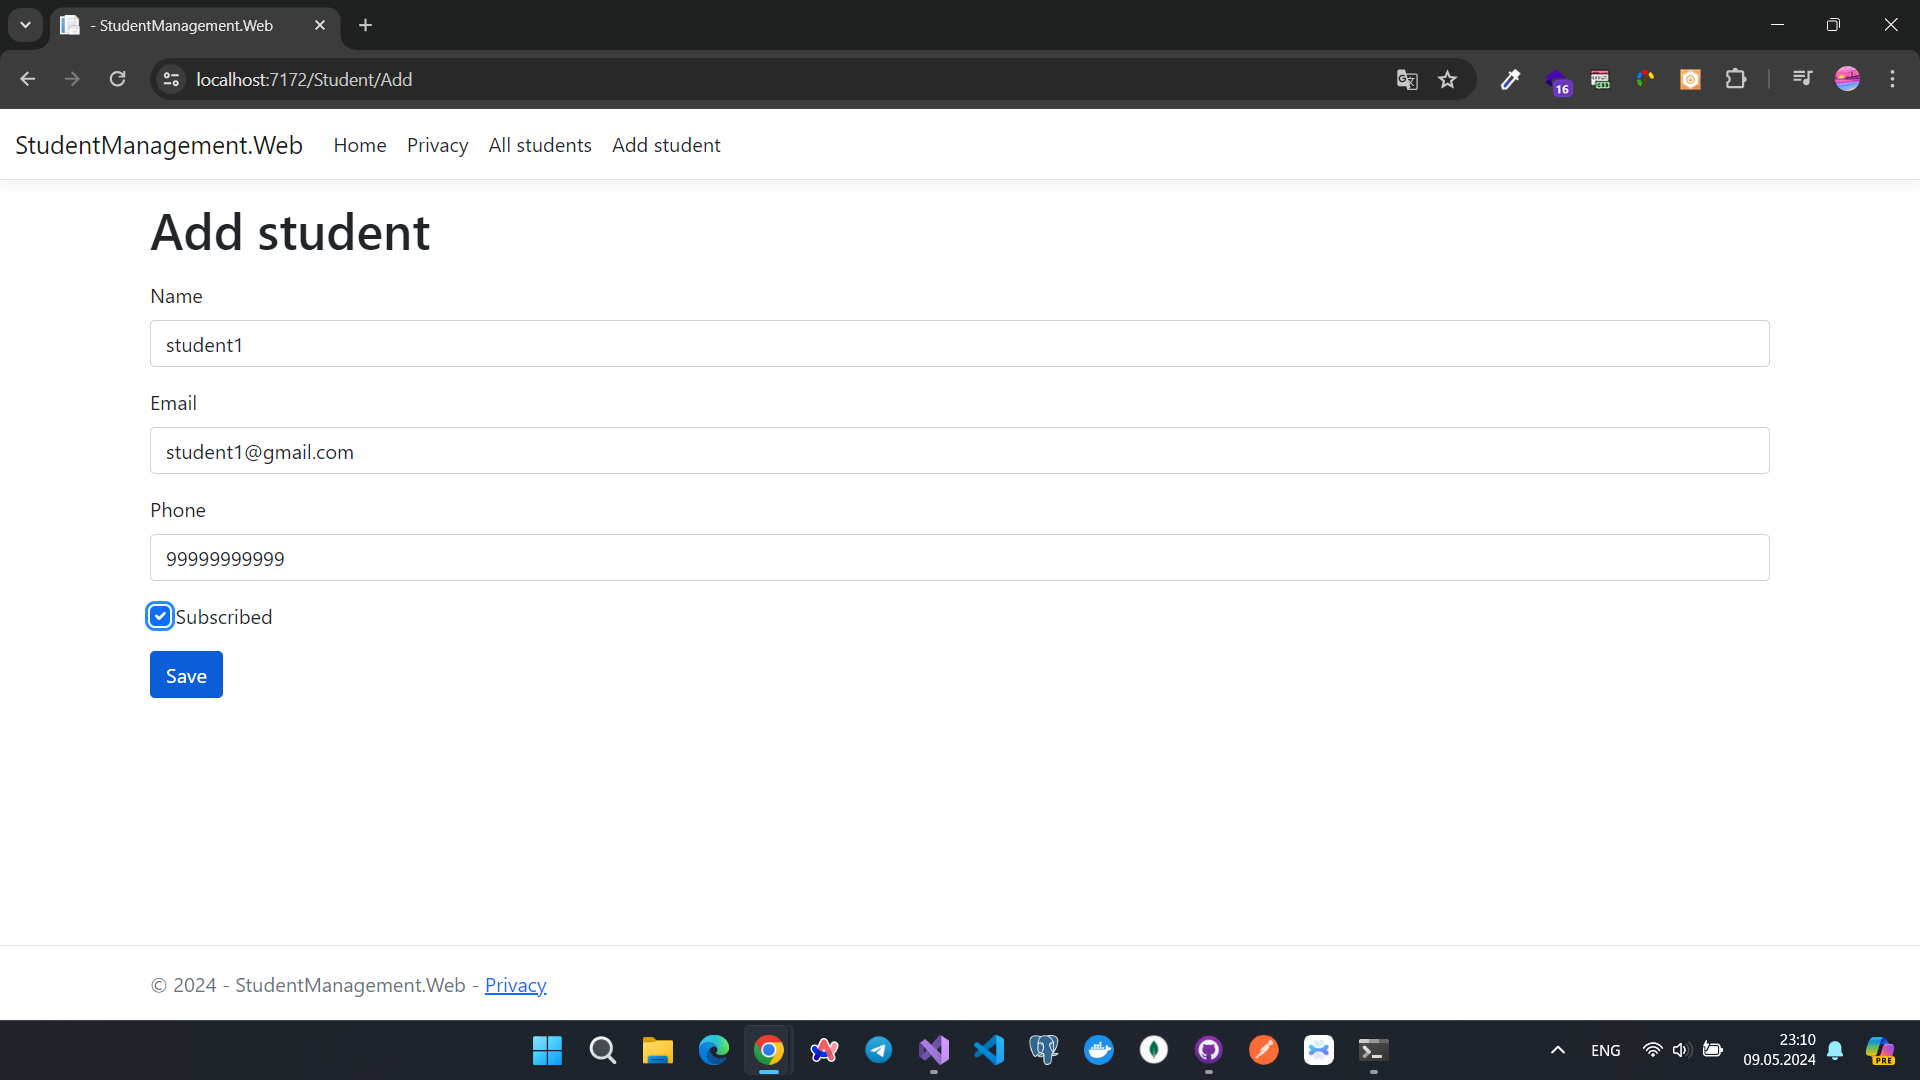 - StudentManagement.Web
localhost:7172/Student/Add
16
StudentManagement.Web Home Privacy All students Add student
Add student
Name
student1
Email
student1@gmail.com
Phone
99999999999
Subscribed
Save
© 2024 - StudentManagement.Web - Privacy
ENG
23:10
09.05.2024
PRE